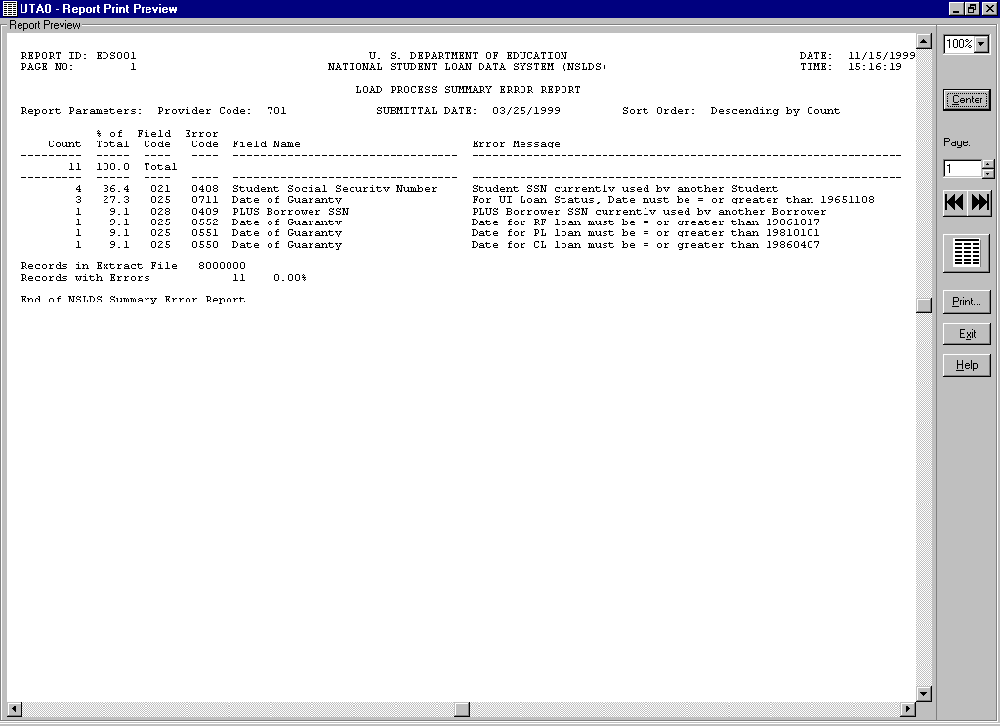 UTA0 - Report Print Preview
Report Preview
REPORT ID: EDS001 U. S. DEPARTMENT OF EDUCATION DATE: 11/15/1999
PAGE NO: 1 NATIONAL STUDENT LOAN DATA SYSTEM (NSLDS) TIME: 15:16:19
LOAD PROCESS SUMMARY ERROR REPORT
Report Parameters: Provider Code: 701 SUBMITTAL DATE: 03/25/1999 Sort Order: Descending by Count
% of Field Error
Count Total Code Code Field Name Error Message
11 100.0 Total
4 36.4 021 0408 Student Social Security Number Student SSN currently used by another Student
3 27.3 025 0711 Date of Guaranty For UI Loan Status, Date must be = or greater than 19651108
1 9.1 028 0409 PLUS Borrower SSN PLUS Borrower SSN currently used by another Borrower
1 9.1 025 0552 Date of Guaranty Date for RF loan must be = or greater than 19861017
1 9.1 025 0551 Date of Guaranty Date for PL loan must be = or greater than 19810101
1 9.1 025 0550 Date of Guaranty Date for CL loan must be = or greater than 19860407
Records in Extract File 8000000
Records with Errors 11 0.00%
End of NSLDS Summary Error Report
100%
Center
Page:
1
Print...
Exit
Help